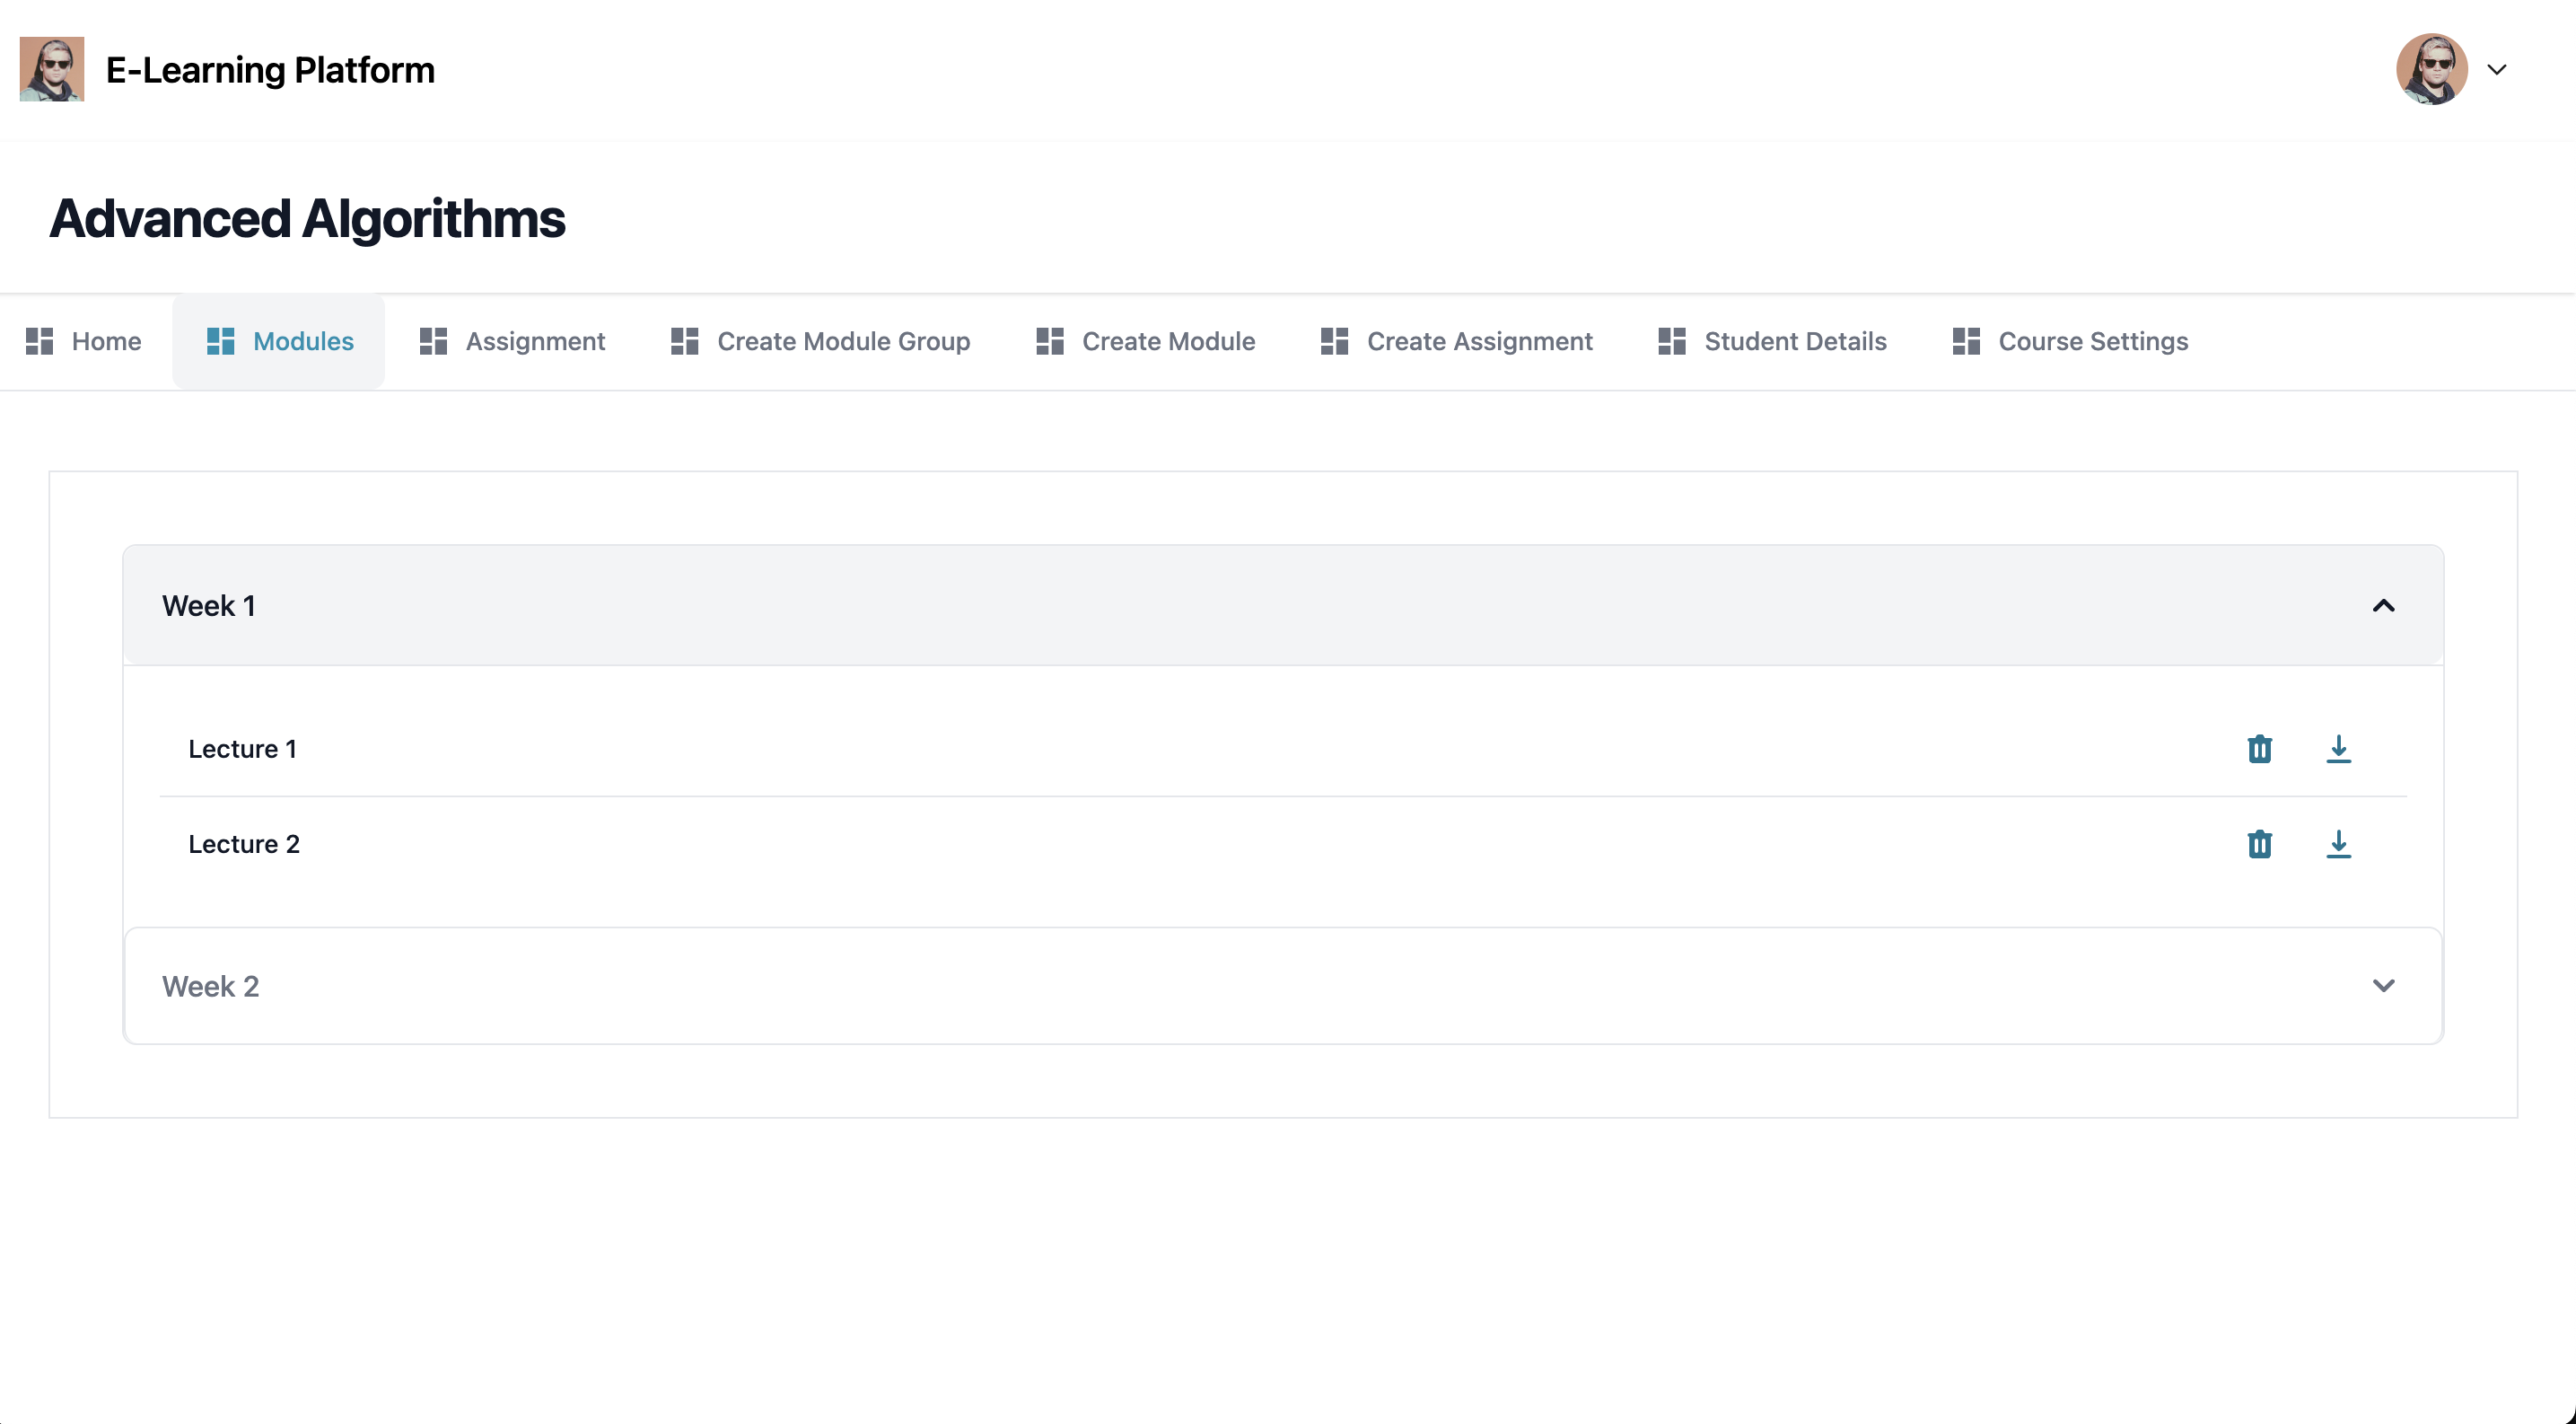 E-Learning Platform
Advanced Algorithms
Home Modules Assignment Create Module Group Create Module Create Assignment Student Details Course Settings
Week 1
Lecture 1
Lecture 2
Week 2